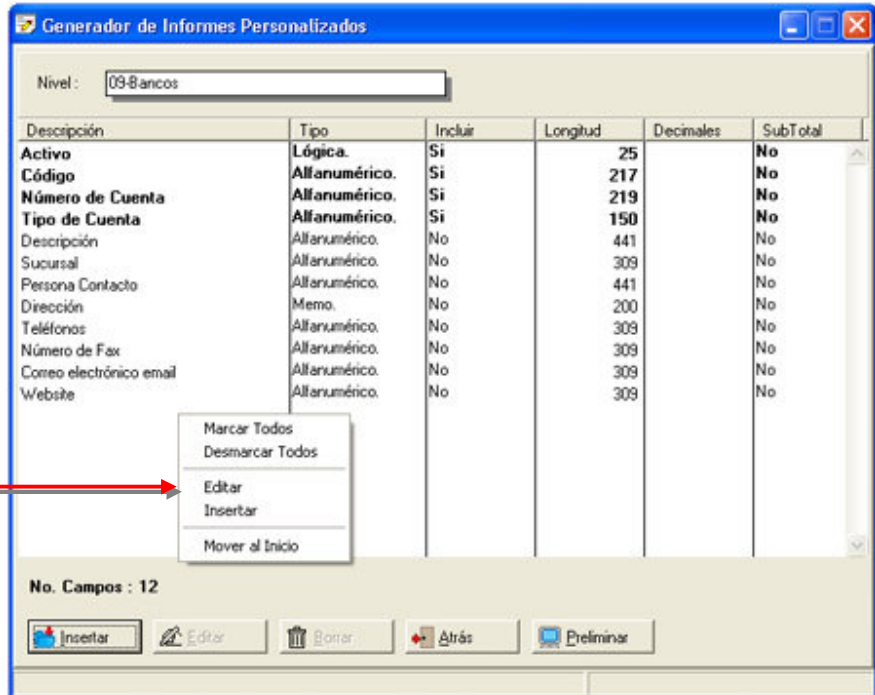 Generador de Informes Personalizados
Nivel : 09-Bancos
Descripción Tipo Incluir Longitud Decimales SubTotal
Activo Lógica. Si 25 No
Código Alfanumérico. Si 217 No
Número de Cuenta Alfanumérico. Si 219 No
Tipo de Cuenta Alfanumérico. Si 150 No
Descripción Alfanumérico. No 441 No
Sucursal Alfanumérico. No 309 No
Persona Contacto Alfanumérico. No 441 No
Dirección Memo. No 200 No
Teléfonos Alfanumérico. No 309 No
Número de Fax Alfanumérico. No 309 No
Correo electrónico email Alfanumérico. No 309 No
Website Alfanumérico. No 309 No
Marcar Todos
Desmarcar Todos
Editar
Insertar
Mover al Inicio
No. Campos : 12
Insertar Editar Borrar Atrás Preliminar